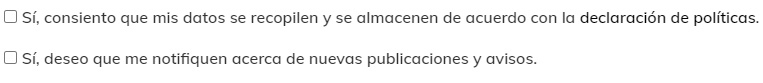 Sí, consiento que mis datos se recopilen y se almacenen de acuerdo con la declaración de políticas.
Sí, deseo que me notifiquen acerca de nuevas publicaciones y avisos.